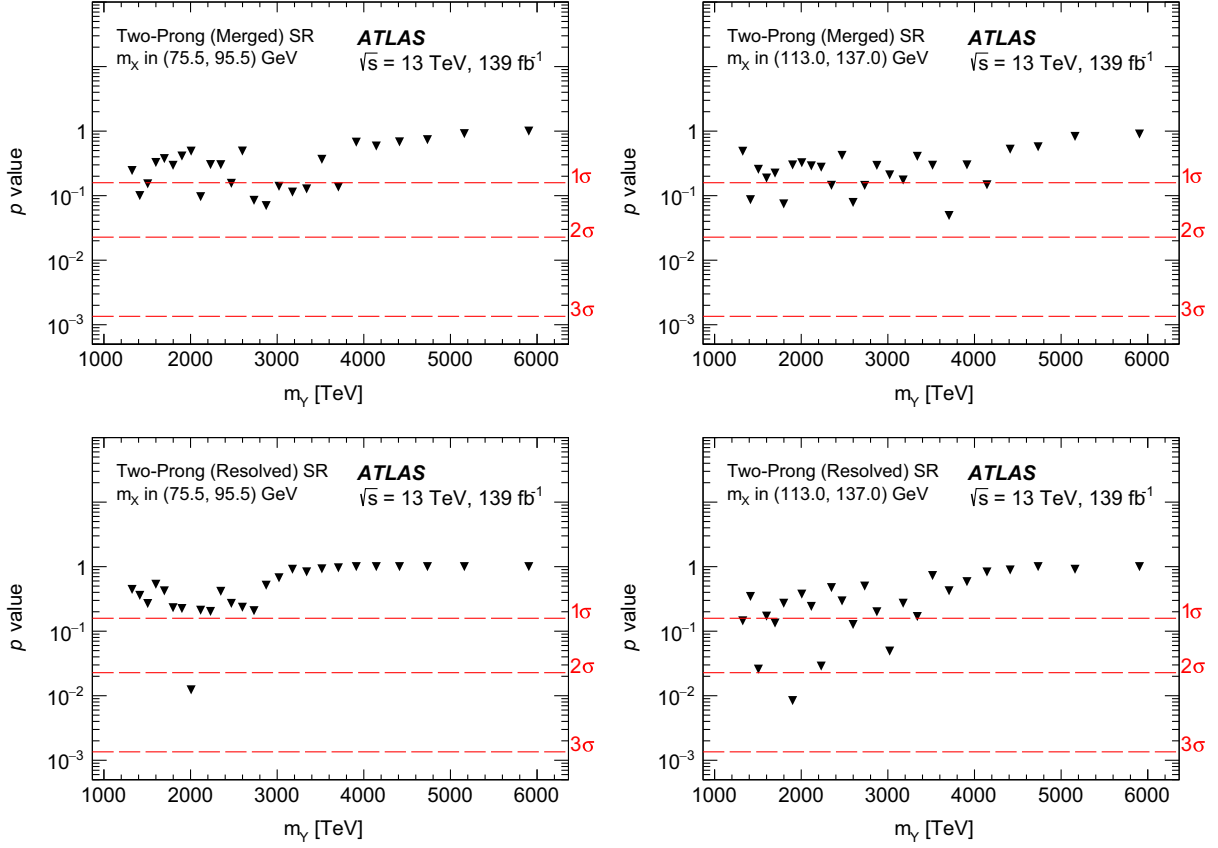 Two-Prong (Merged) SR
m_X in (75.5, 95.5) GeV
ATLAS
√s = 13 TeV, 139 fb⁻¹
p value
1
10⁻¹
10⁻²
10⁻³
1σ
2σ
3σ
1000 2000 3000 4000 5000 6000
m_Y [TeV]
Two-Prong (Merged) SR
m_X in (113.0, 137.0) GeV
ATLAS
√s = 13 TeV, 139 fb⁻¹
p value
1
10⁻¹
10⁻²
10⁻³
1σ
2σ
3σ
1000 2000 3000 4000 5000 6000
m_Y [TeV]
Two-Prong (Resolved) SR
m_X in (75.5, 95.5) GeV
ATLAS
√s = 13 TeV, 139 fb⁻¹
p value
1
10⁻¹
10⁻²
10⁻³
1σ
2σ
3σ
1000 2000 3000 4000 5000 6000
m_Y [TeV]
Two-Prong (Resolved) SR
m_X in (113.0, 137.0) GeV
ATLAS
√s = 13 TeV, 139 fb⁻¹
p value
1
10⁻¹
10⁻²
10⁻³
1σ
2σ
3σ
1000 2000 3000 4000 5000 6000
m_Y [TeV]